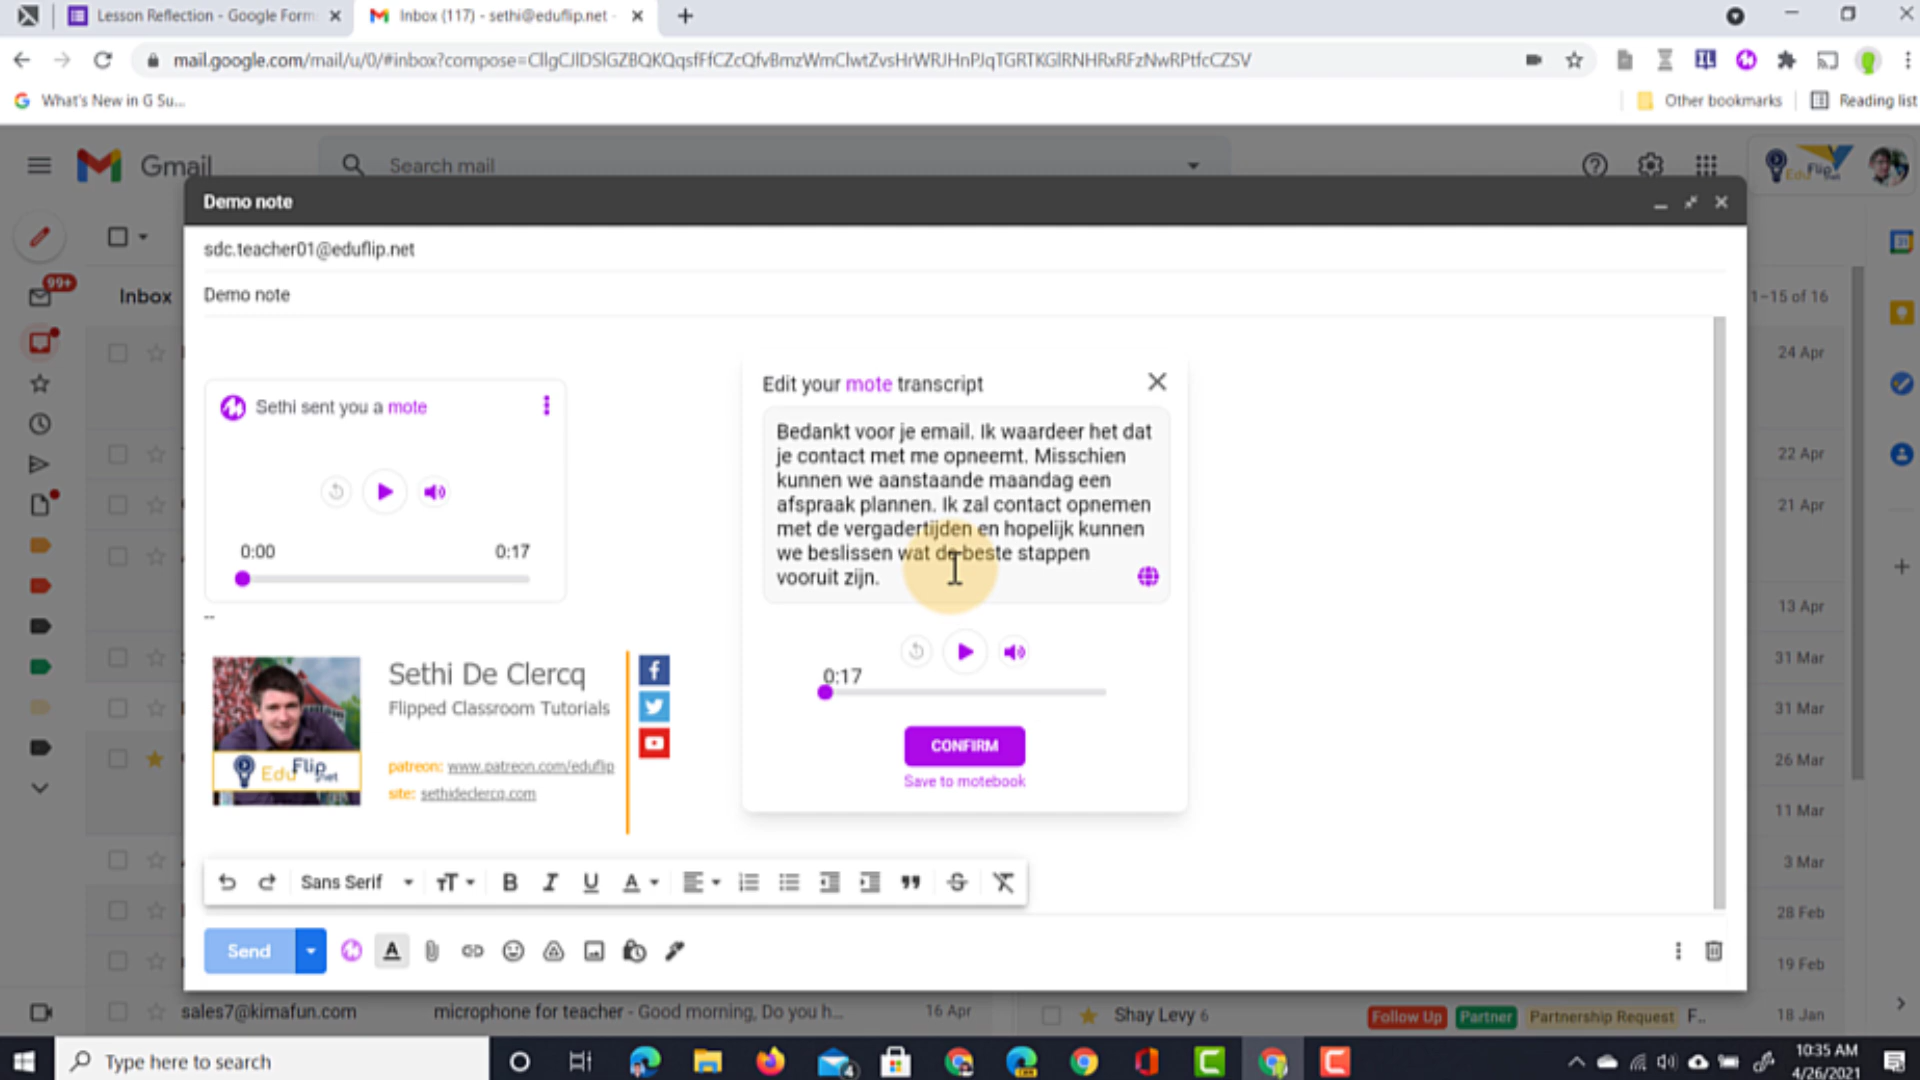 Lesson Reflection - Google Form
Inbox (117) - sethi@eduflip.net -
What's New in G Su...
Other bookmarks
Reading list
Gmail
Search mail
EduFlip.net
Demo note
sdc.teacher01@eduflip.net
99+
Inbox
Demo note
1–15 of 16
24 Apr
Edit your mote transcript
Sethi sent you a mote
Bedankt voor je email. Ik waardeer het dat
je contact met me opneemt. Misschien
22 Apr
kunnen we aanstaande maandag een
afspraak plannen. Ik zal contact opnemen
21 Apr
met de vergadertijden en hopelijk kunnen
we beslissen wat de beste stappen
0:00
0:17
vooruit zijn.
13 Apr
--
31 Mar
Sethi De Clercq
0:17
Flipped Classroom Tutorials
31 Mar
CONFIRM
26 Mar
EduFlip.net
patreon: www.patreon.com/eduflip
site: sethideclercq.com
Save to motebook
11 Mar
3 Mar
Sans Serif
28 Feb
Send
19 Feb
sales7@kimafun.com
microphone for teacher - Good morning, Do you h...
16 Apr
Shay Levy 6
Follow Up
Partner
Partnership Request
F..
18 Jan
Type here to search
10:35 AM
4/26/2021